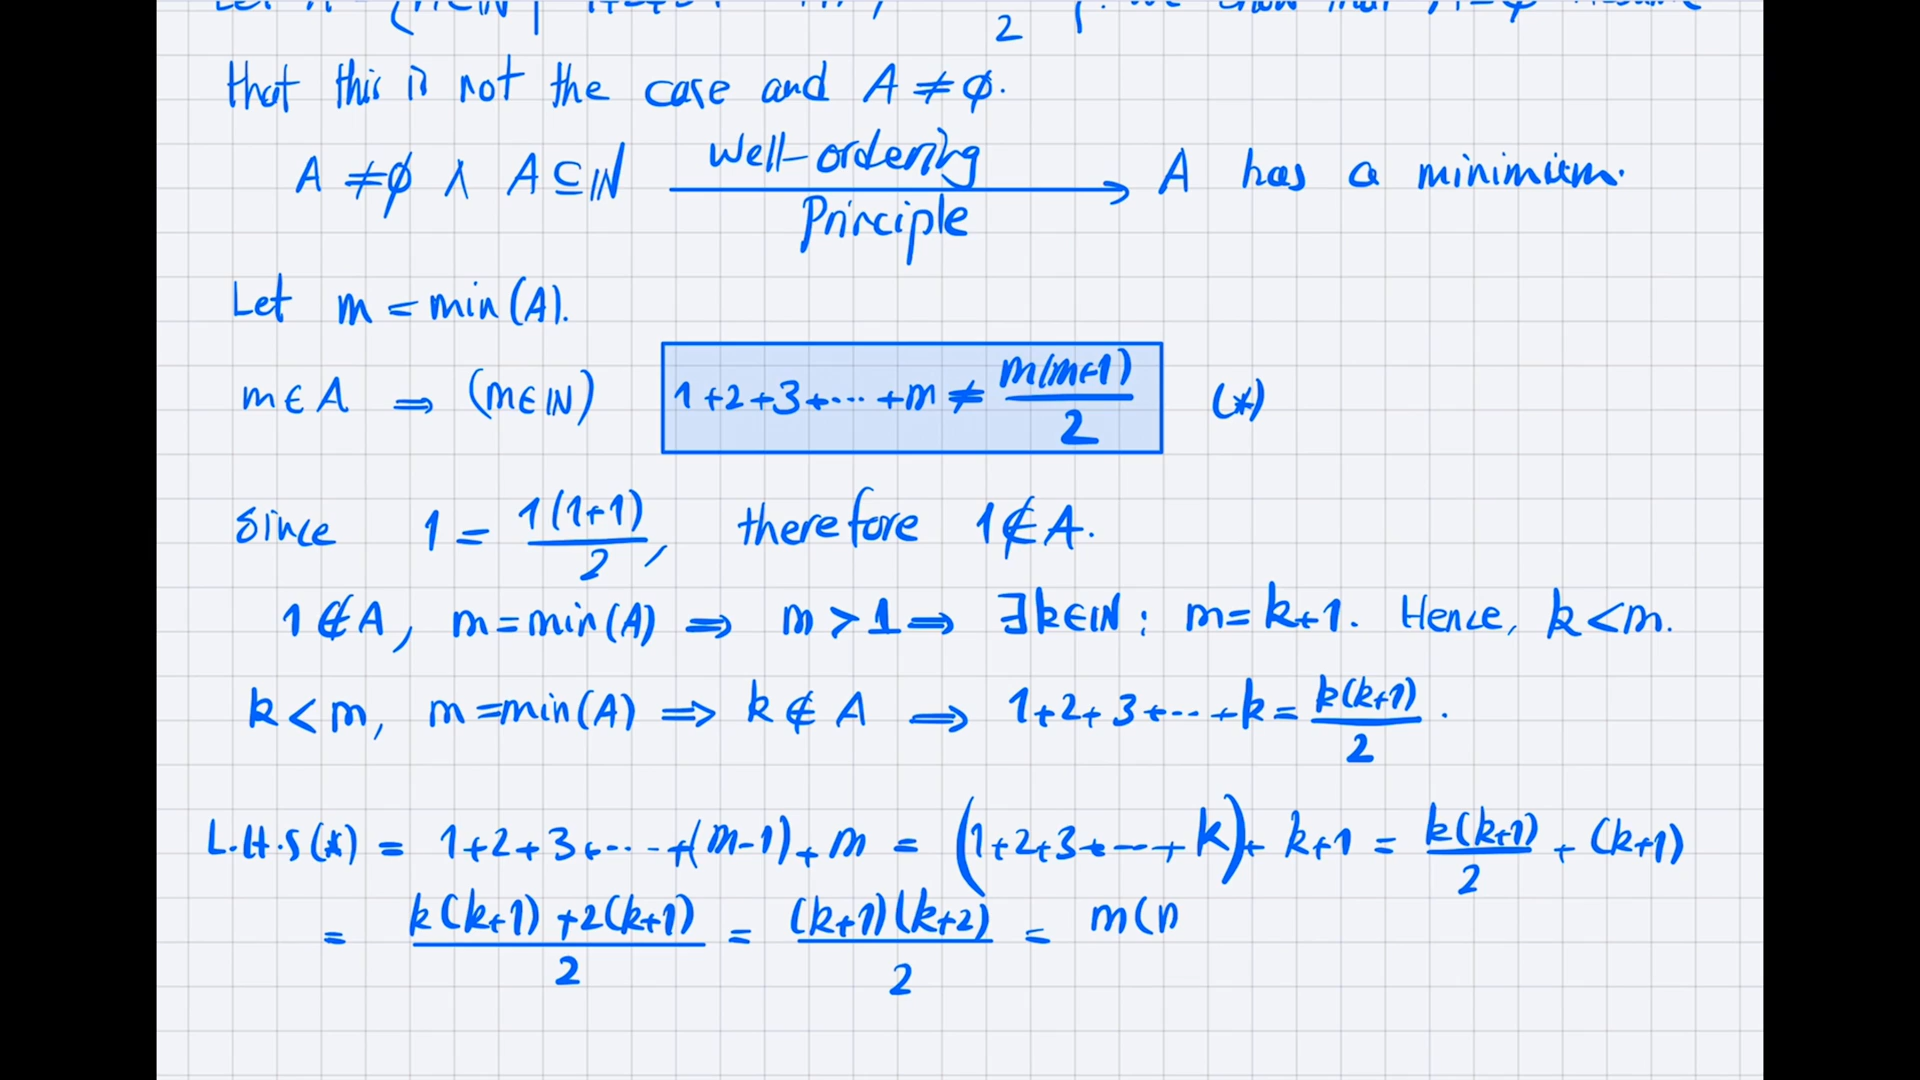 2
that this is not the case and A ≠ ∅.
A ≠ ∅ ∧ A ⊆ ℕ Well-ordering Principle → A has a minimium.
Let m = min(A).
m ∈ A ⇒ (m ∈ ℕ) 1+2+3+···+m ≠ m(m+1)/2 (*)
Since 1 = 1(1+1)/2, therefore 1 ∉ A.
1 ∉ A, m = min(A) ⇒ m > 1 ⇒ ∃k ∈ ℕ : m = k+1. Hence, k < m.
k < m, m = min(A) ⇒ k ∉ A ⇒ 1+2+3+···+k = k(k+1)/2.
L.H.S(*) = 1+2+3+···+(m-1)+m = (1+2+3+···+k)+ k+1 = k(k+1)/2 + (k+1)
= k(k+1)+2(k+1)/2 = (k+1)(k+2)/2 = m(n